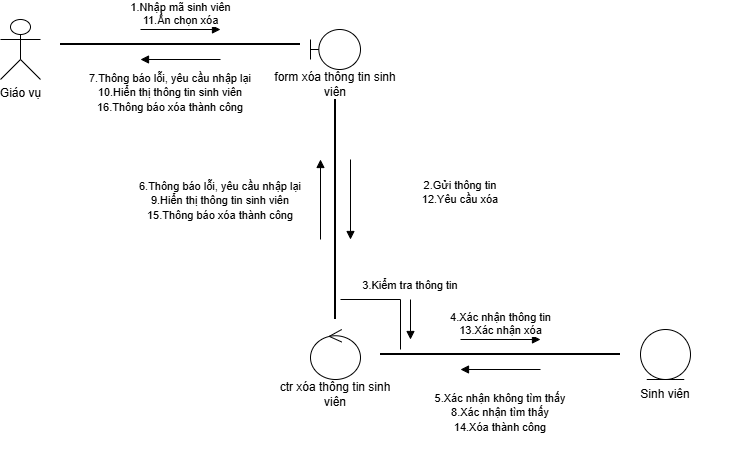 1.Nhập mã sinh viên
11.Ấn chọn xóa
Giáo vụ
7.Thông báo lỗi, yêu cầu nhập lại
10.Hiển thị thông tin sinh viên
16.Thông báo xóa thành công
form xóa thông tin sinh
viên
6.Thông báo lỗi, yêu cầu nhập lại
9.Hiển thị thông tin sinh viên
15.Thông báo xóa thành công
2.Gửi thông tin
12.Yêu cầu xóa
3.Kiểm tra thông tin
4.Xác nhận thông tin
13.Xác nhận xóa
ctr xóa thông tin sinh
viên
5.Xác nhận không tìm thấy
8.Xác nhận tìm thấy
14.Xóa thành công
Sinh viên